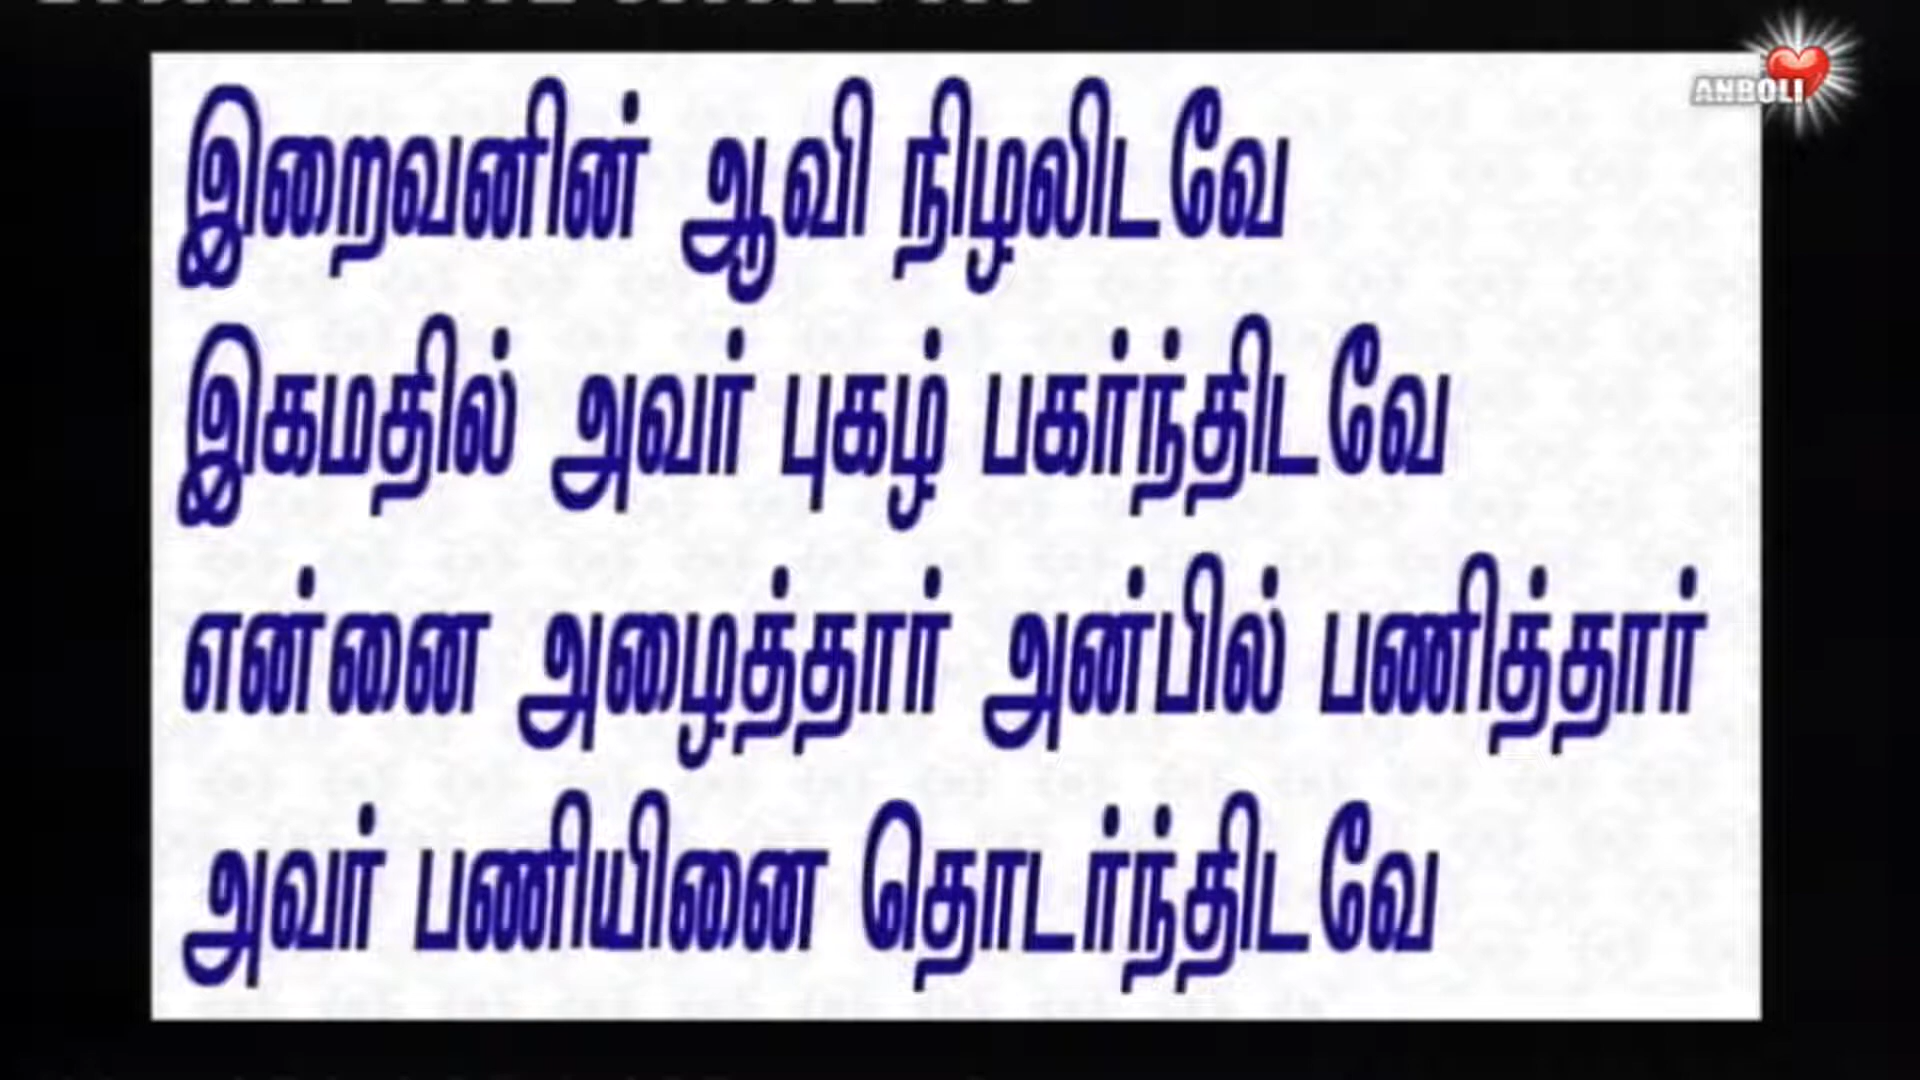 ANBOLI
இறைவனின் ஆவி நிழலிடவே
இகமதில் அவர் புகழ் பகர்ந்திடவே
என்னை அழைத்தார் அன்பில் பணித்தார்
அவர் பணியினை தொடர்ந்திடவே